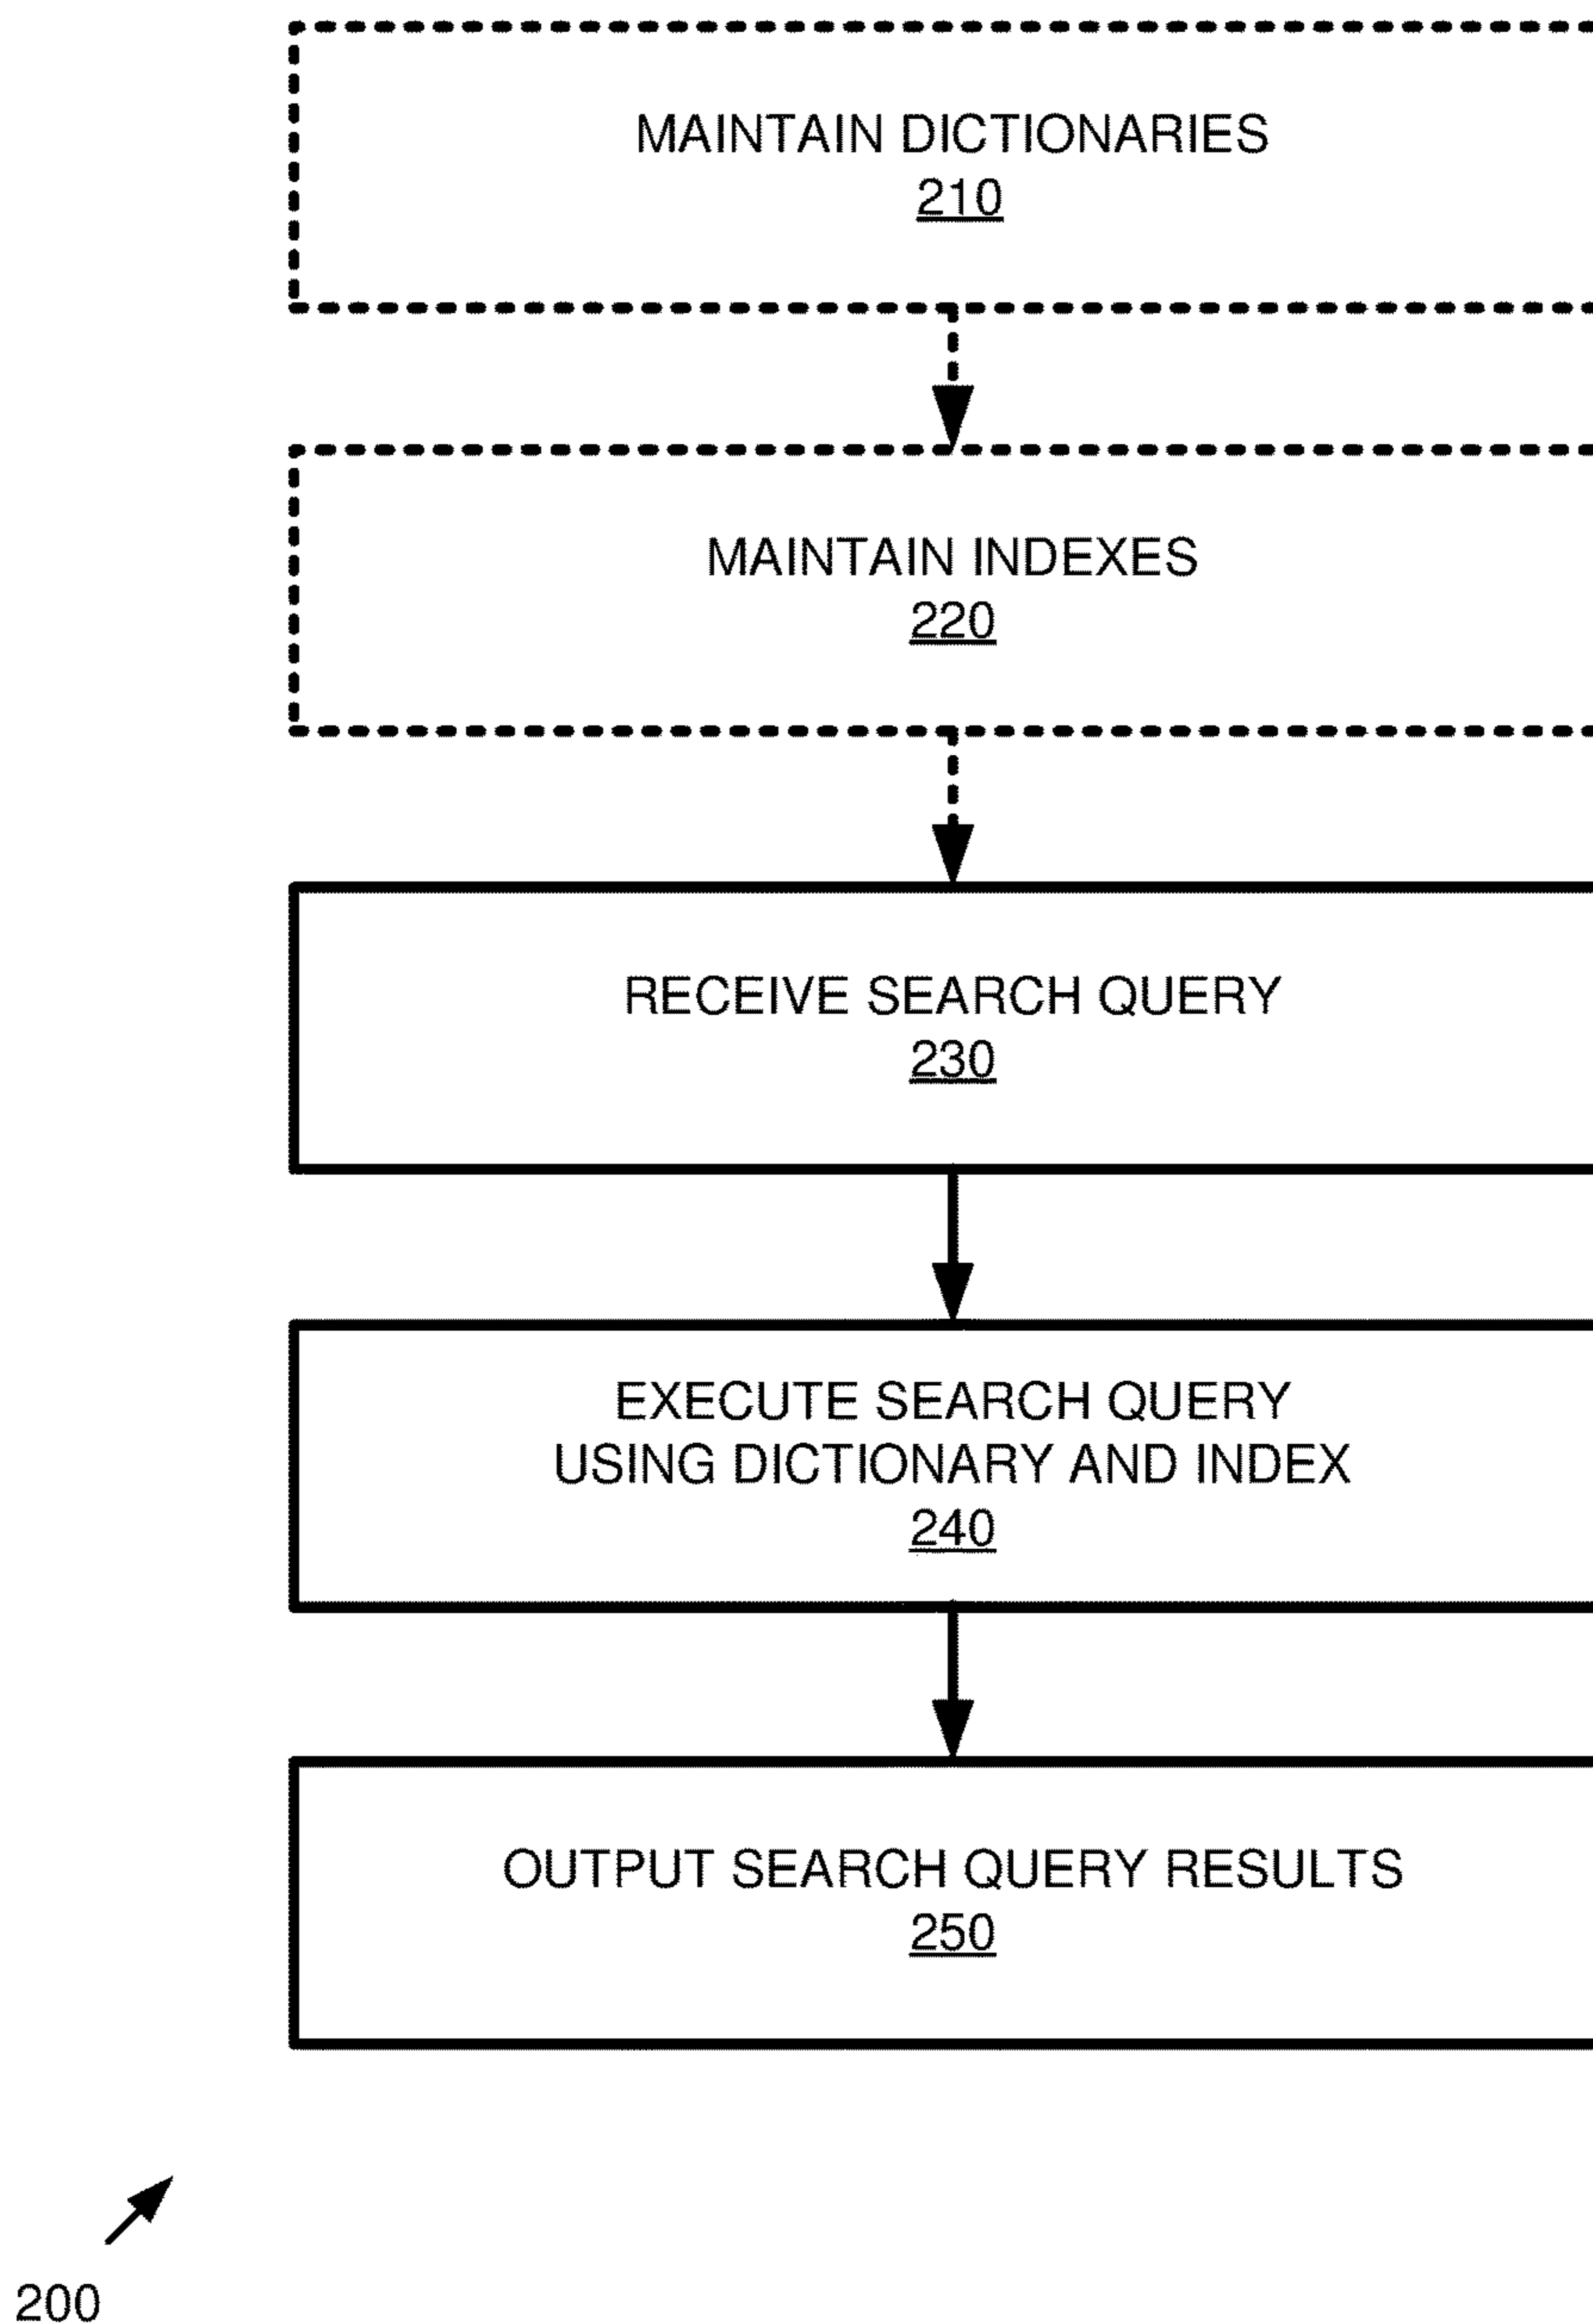 MAINTAIN DICTIONARIES
210
MAINTAIN INDEXES
220
RECEIVE SEARCH QUERY
230
EXECUTE SEARCH QUERY
USING DICTIONARY AND INDEX
240
OUTPUT SEARCH QUERY RESULTS
250
200